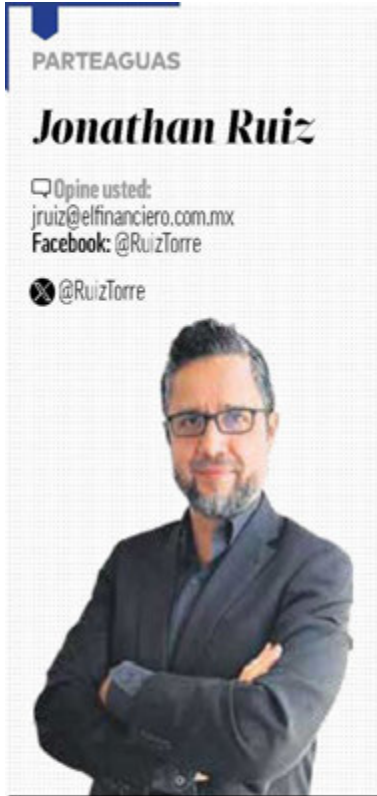 PARTEAGUAS
Jonathan Ruiz
Opine usted:
jruiz@elfinanciero.com.mx
Facebook: @RuizTorre
@RuizTorre